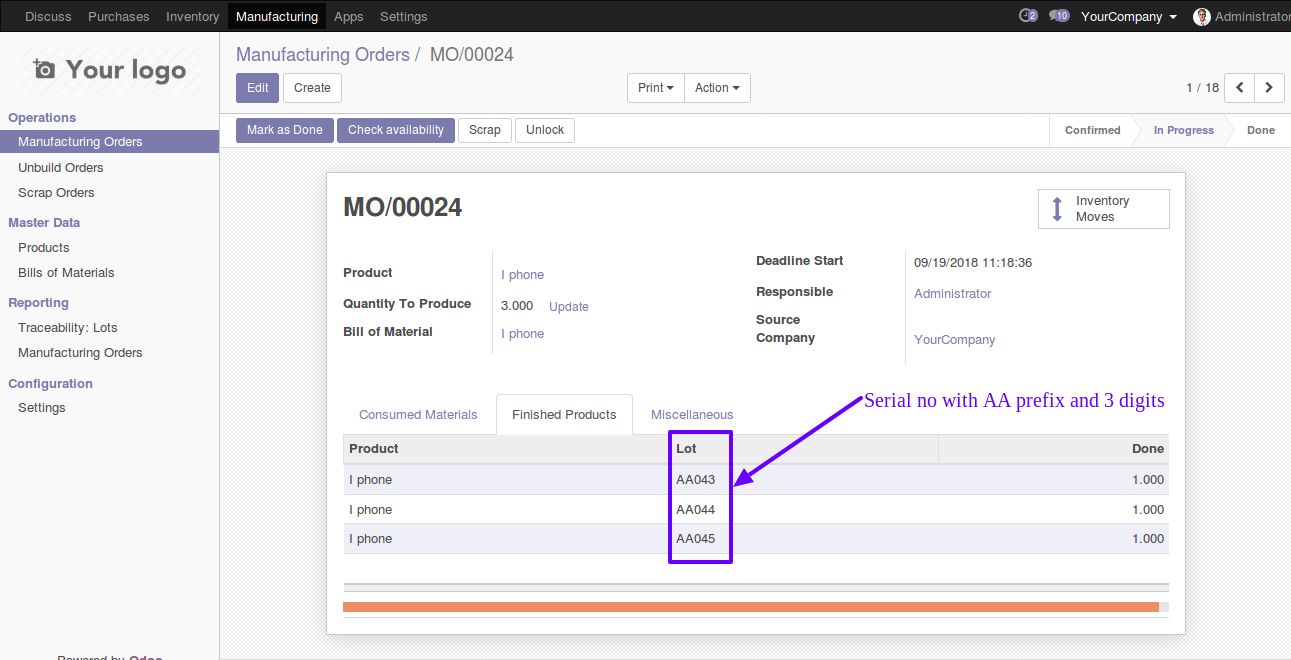 Discuss Purchases Inventory Manufacturing Apps Settings 2 10 YourCompany Administrator
Your logo
Operations
Manufacturing Orders
Unbuild Orders
Scrap Orders
Master Data
Products
Bills of Materials
Reporting
Traceability: Lots
Manufacturing Orders
Configuration
Settings
Powered by Odoo
Manufacturing Orders / MO/00024
Edit Create Print Action 1 / 18
Mark as Done Check availability Scrap Unlock Confirmed In Progress Done
MO/00024
Inventory
Moves
Product I phone
Quantity To Produce 3.000 Update
Bill of Material I phone
Deadline Start 09/19/2018 11:18:36
Responsible Administrator
Source
Company YourCompany
Serial no with AA prefix and 3 digits
Consumed Materials Finished Products Miscellaneous
Product Lot Done
I phone AA043 1.000
I phone AA044 1.000
I phone AA045 1.000